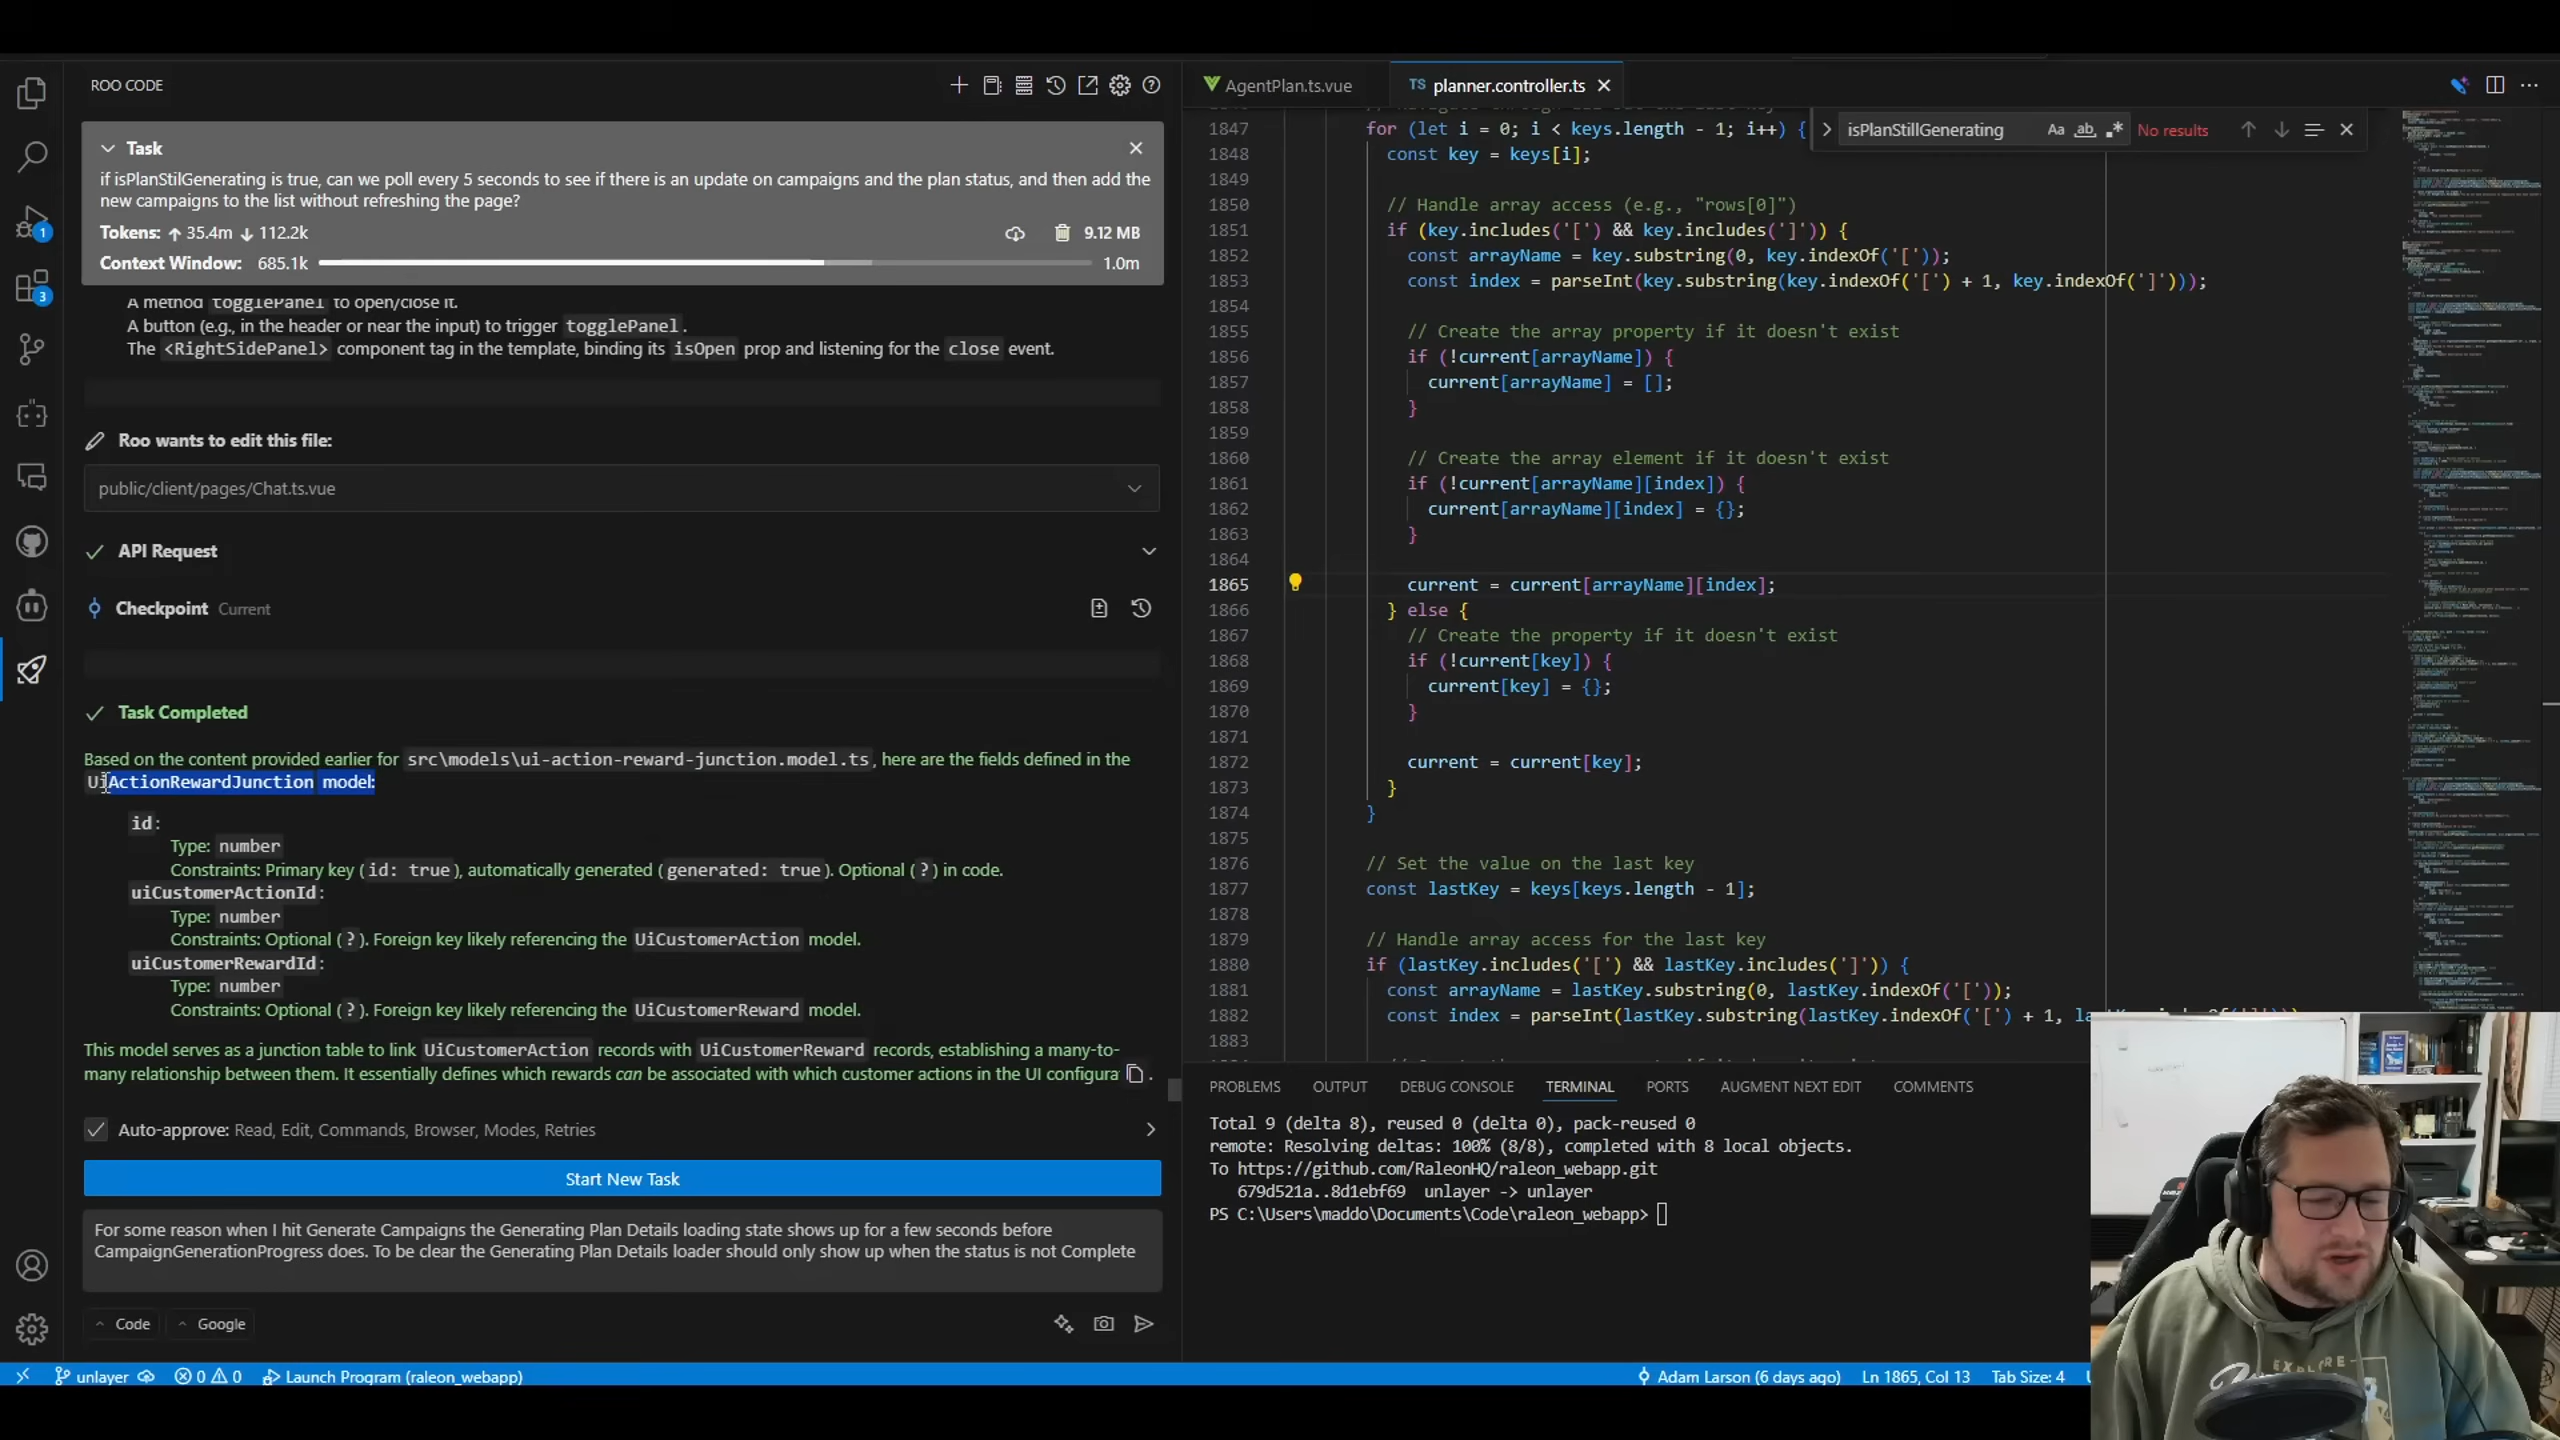 ROO CODE
Task
if isPlanStilGenerating is true, can we poll every 5 seconds to see if there is an update on campaigns and the plan status, and then add the
new campaigns to the list without refreshing the page?
Tokens: ↑ 35.4m ↓ 112.2k
9.12 MB
Context Window: 685.1k
1.0m
A method togglePanel to open/close it.
A button (e.g., in the header or near the input) to trigger togglePanel.
The <RightSidePanel> component tag in the template, binding its isOpen prop and listening for the close event.
Roo wants to edit this file:
public/client/pages/Chat.ts.vue
API Request
Checkpoint Current
Task Completed
Based on the content provided earlier for src\models\ui-action-reward-junction.model.ts, here are the fields defined in the
UiActionRewardJunction model:
id:
Type: number
Constraints: Primary key (id: true), automatically generated (generated: true). Optional (?) in code.
uiCustomerActionId:
Type: number
Constraints: Optional (?). Foreign key likely referencing the UiCustomerAction model.
uiCustomerRewardId:
Type: number
Constraints: Optional (?). Foreign key likely referencing the UiCustomerReward model.
This model serves as a junction table to link UiCustomerAction records with UiCustomerReward records, establishing a many-to-
many relationship between them. It essentially defines which rewards can be associated with which customer actions in the UI configura .
Auto-approve: Read, Edit, Commands, Browser, Modes, Retries
Start New Task
For some reason when I hit Generate Campaigns the Generating Plan Details loading state shows up for a few seconds before
CampaignGenerationProgress does. To be clear the Generating Plan Details loader should only show up when the status is not Complete
Code
Google
1
3
AgentPlan.ts.vue
TS planner.controller.ts
isPlanStillGenerating
Aa ab
No results
1847 for (let i = 0; i < keys.length - 1; i++) {
1848 const key = keys[i];
1849
1850 // Handle array access (e.g., "rows[0]")
1851 if (key.includes('[') && key.includes(']')) {
1852 const arrayName = key.substring(0, key.indexOf('['));
1853 const index = parseInt(key.substring(key.indexOf('[') + 1, key.indexOf(']')));
1854
1855 // Create the array property if it doesn't exist
1856 if (!current[arrayName]) {
1857 current[arrayName] = [];
1858 }
1859
1860 // Create the array element if it doesn't exist
1861 if (!current[arrayName][index]) {
1862 current[arrayName][index] = {};
1863 }
1864
1865 current = current[arrayName][index];
1866 } else {
1867 // Create the property if it doesn't exist
1868 if (!current[key]) {
1869 current[key] = {};
1870 }
1871
1872 current = current[key];
1873 }
1874 }
1875
1876 // Set the value on the last key
1877 const lastKey = keys[keys.length - 1];
1878
1879 // Handle array access for the last key
1880 if (lastKey.includes('[') && lastKey.includes(']')) {
1881 const arrayName = lastKey.substring(0, lastKey.indexOf('['));
1882 const index = parseInt(lastKey.substring(lastKey.indexOf('[') + 1,
1883
PROBLEMS OUTPUT DEBUG CONSOLE TERMINAL PORTS AUGMENT NEXT EDIT COMMENTS
Total 9 (delta 8), reused 0 (delta 0), pack-reused 0
remote: Resolving deltas: 100% (8/8), completed with 8 local objects.
To https://github.com/RaleonHQ/raleon_webapp.git
679d521a..8d1ebf69 unlayer -> unlayer
PS C:\Users\maddo\Documents\Code\raleon_webapp>
unlayer
0 0
Launch Program (raleon_webapp)
Adam Larson (6 days ago)
Ln 1865, Col 13
Tab Size: 4
EXPLORE